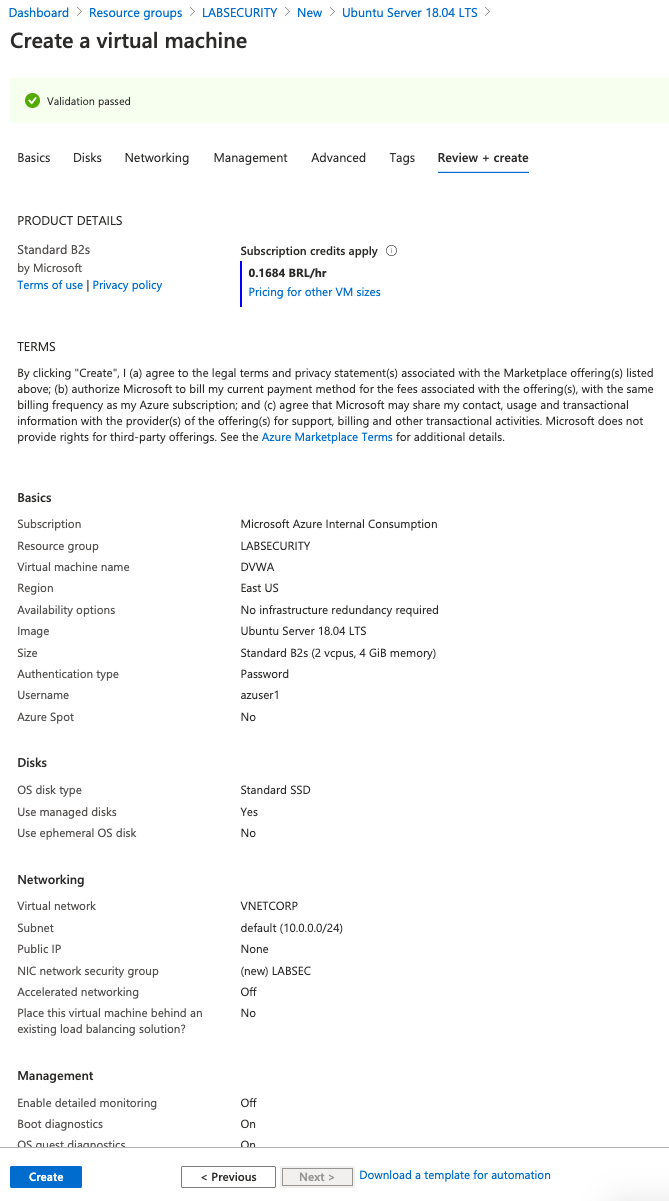 Dashboard > Resource groups > LABSECURITY > New > Ubuntu Server 18.04 LTS >
Create a virtual machine
Validation passed
Basics Disks Networking Management Advanced Tags Review + create
PRODUCT DETAILS
Standard B2s
by Microsoft
Terms of use | Privacy policy
Subscription credits apply
0.1684 BRL/hr
Pricing for other VM sizes
TERMS
By clicking "Create", I (a) agree to the legal terms and privacy statement(s) associated with the Marketplace offering(s) listed
above; (b) authorize Microsoft to bill my current payment method for the fees associated with the offering(s), with the same
billing frequency as my Azure subscription; and (c) agree that Microsoft may share my contact, usage and transactional
information with the provider(s) of the offering(s) for support, billing and other transactional activities. Microsoft does not
provide rights for third-party offerings. See the Azure Marketplace Terms for additional details.
Basics
Subscription Microsoft Azure Internal Consumption
Resource group LABSECURITY
Virtual machine name DVWA
Region East US
Availability options No infrastructure redundancy required
Image Ubuntu Server 18.04 LTS
Size Standard B2s (2 vcpus, 4 GiB memory)
Authentication type Password
Username azuser1
Azure Spot No
Disks
OS disk type Standard SSD
Use managed disks Yes
Use ephemeral OS disk No
Networking
Virtual network VNETCORP
Subnet default (10.0.0.0/24)
Public IP None
NIC network security group (new) LABSEC
Accelerated networking Off
Place this virtual machine behind an No
existing load balancing solution?
Management
Enable detailed monitoring Off
Boot diagnostics On
OS guest diagnostics On
Create < Previous Next > Download a template for automation